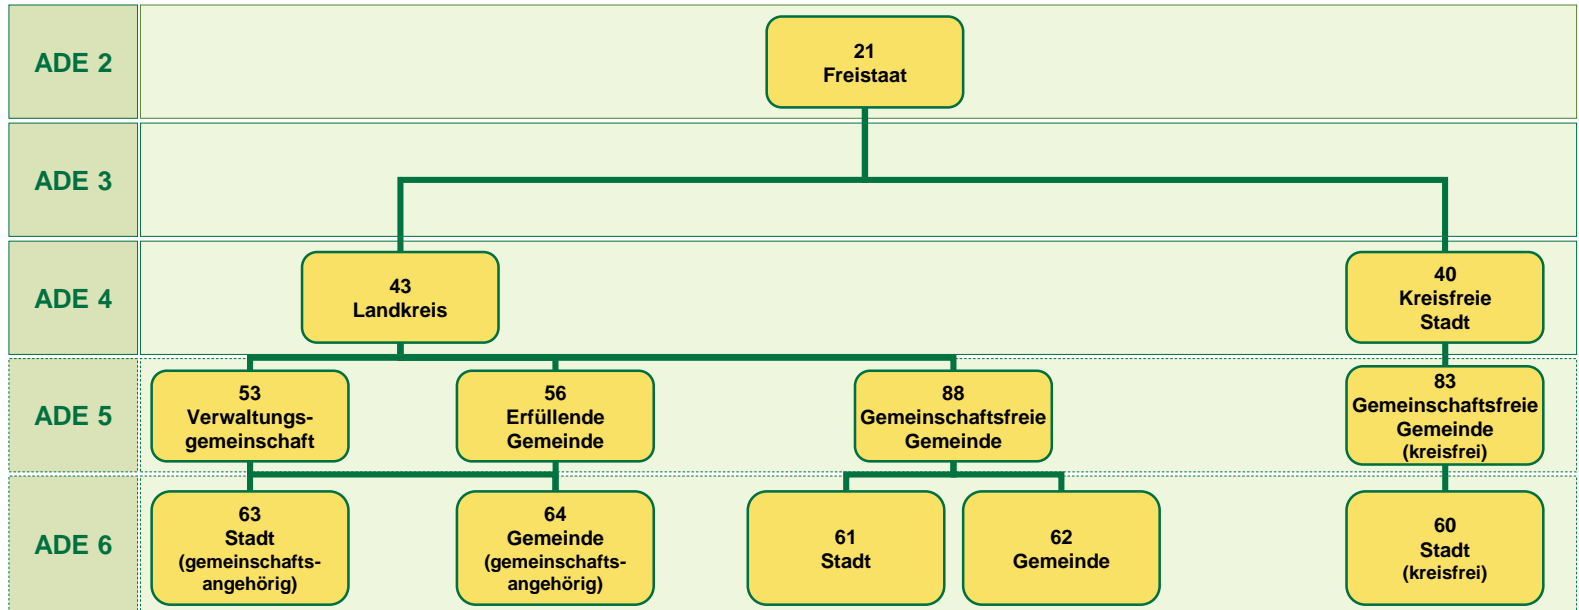 ADE 2
21
Freistaat
ADE 3
ADE 4
43
Landkreis
40
Kreisfreie
Stadt
ADE 5
53
Verwaltungs-
gemeinschaft
56
Erfüllende
Gemeinde
88
Gemeinschaftsfreie
Gemeinde
83
Gemeinschaftsfreie
Gemeinde
(kreisfrei)
ADE 6
63
Stadt
(gemeinschafts-
angehörig)
64
Gemeinde
(gemeinschafts-
angehörig)
61
Stadt
62
Gemeinde
60
Stadt
(kreisfrei)